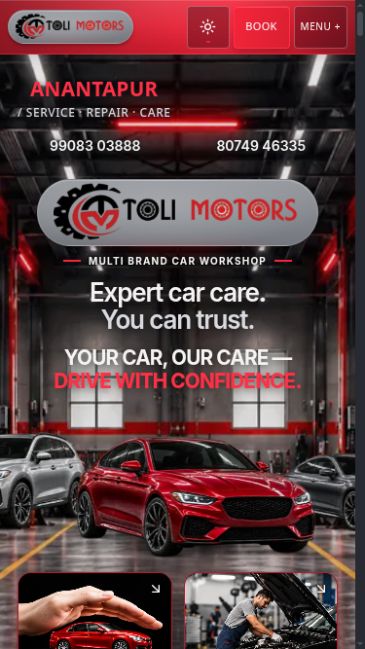 TOLI MOTORS
BOOK
MENU +
ANANTAPUR
/ SERVICE · REPAIR · CARE
99083 03888
80749 46335
TOLI MOTORS
MULTI BRAND CAR WORKSHOP
Expert car care.
You can trust.
YOUR CAR, OUR CARE —
DRIVE WITH CONFIDENCE.